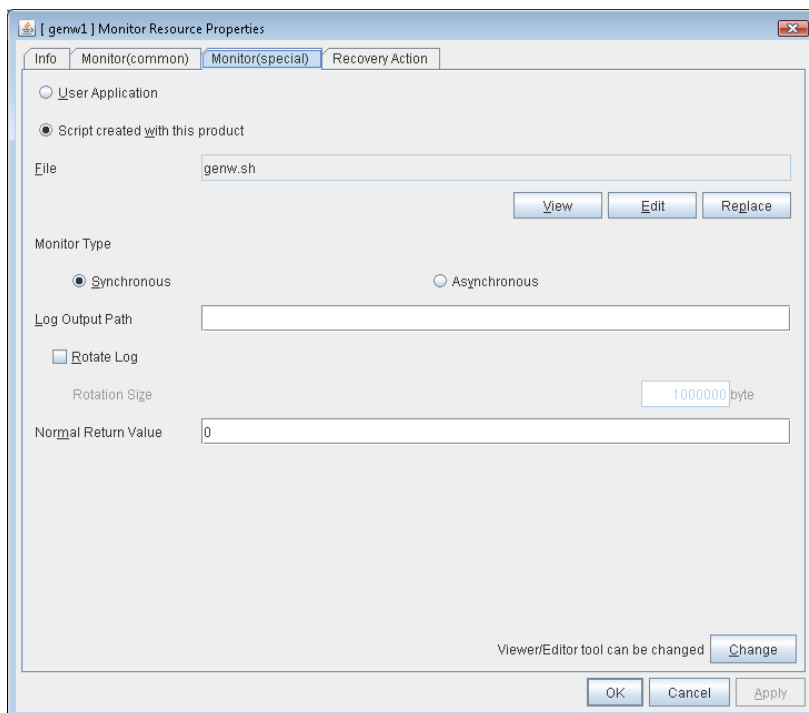 [ genw1 ] Monitor Resource Properties
Info Monitor(common) Monitor(special) Recovery Action
User Application
Script created with this product
File genw.sh
View Edit Replace
Monitor Type
Synchronous Asynchronous
Log Output Path
Rotate Log
Rotation Size 1000000 byte
Normal Return Value 0
Viewer/Editor tool can be changed Change
OK Cancel Apply